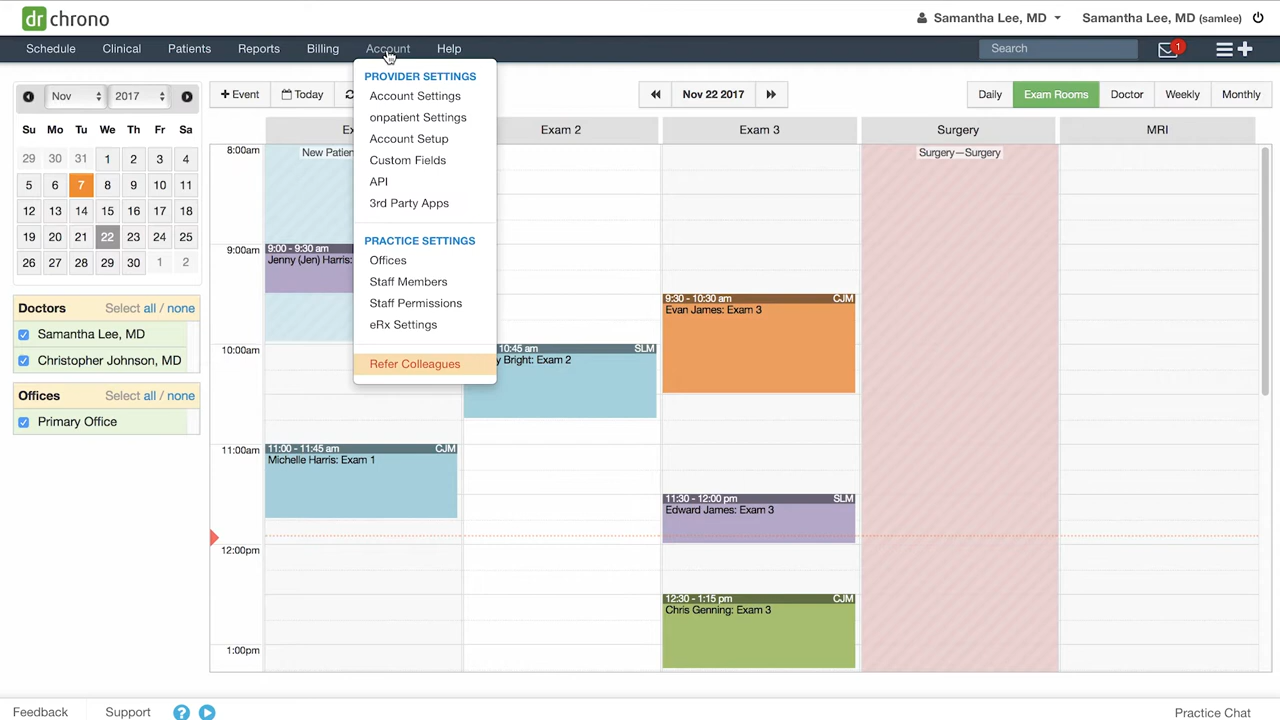 drchrono
Samantha Lee, MD
Samantha Lee, MD (samlee)
Schedule
Clinical
Patients
Reports
Billing
Account
Help
Search
1
PROVIDER SETTINGS
Account Settings
onpatient Settings
Account Setup
Custom Fields
API
3rd Party Apps
PRACTICE SETTINGS
Offices
Staff Members
Staff Permissions
eRx Settings
Refer Colleagues
Nov 2017
Su Mo Tu We Th Fr Sa
29 30 31 1 2 3 4
5 6 7 8 9 10 11
12 13 14 15 16 17 18
19 20 21 22 23 24 25
26 27 28 29 30 1 2
Doctors Select all / none
Samantha Lee, MD
Christopher Johnson, MD
Offices Select all / none
Primary Office
+ Event
Today
Nov 22 2017
Daily
Exam Rooms
Doctor
Weekly
Monthly
Exam 2
Exam 3
Surgery
MRI
8:00am
9:00am
10:00am
11:00am
12:00pm
1:00pm
New Patien
9:00 - 9:30 am
Jenny (Jen) Harris:
11:00 - 11:45 am CJM
Michelle Harris: Exam 1
10:45 am SLM
y Bright: Exam 2
9:30 - 10:30 am CJM
Evan James: Exam 3
11:30 - 12:00 pm SLM
Edward James: Exam 3
12:30 - 1:15 pm CJM
Chris Genning: Exam 3
Surgery—Surgery
Feedback
Support
?
Practice Chat